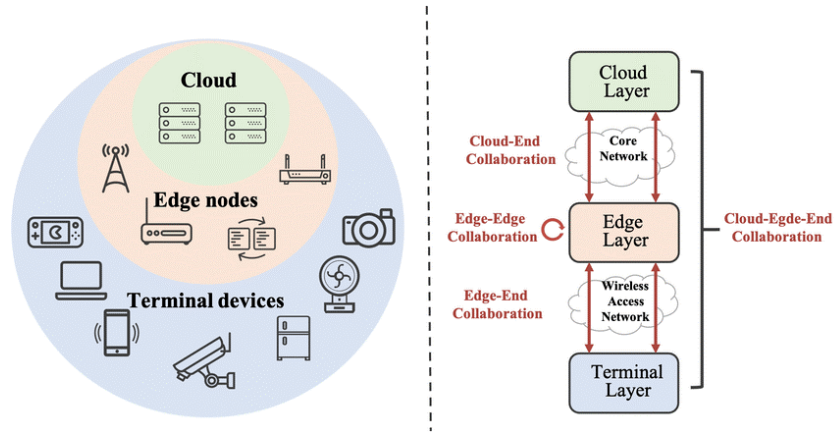 Cloud
Edge nodes
Terminal devices
Cloud
Layer
Cloud-End
Collaboration
Core
Network
Edge-Edge
Collaboration
Edge
Layer
Cloud-Egde-End
Collaboration
Edge-End
Collaboration
Wireless
Access
Network
Terminal
Layer